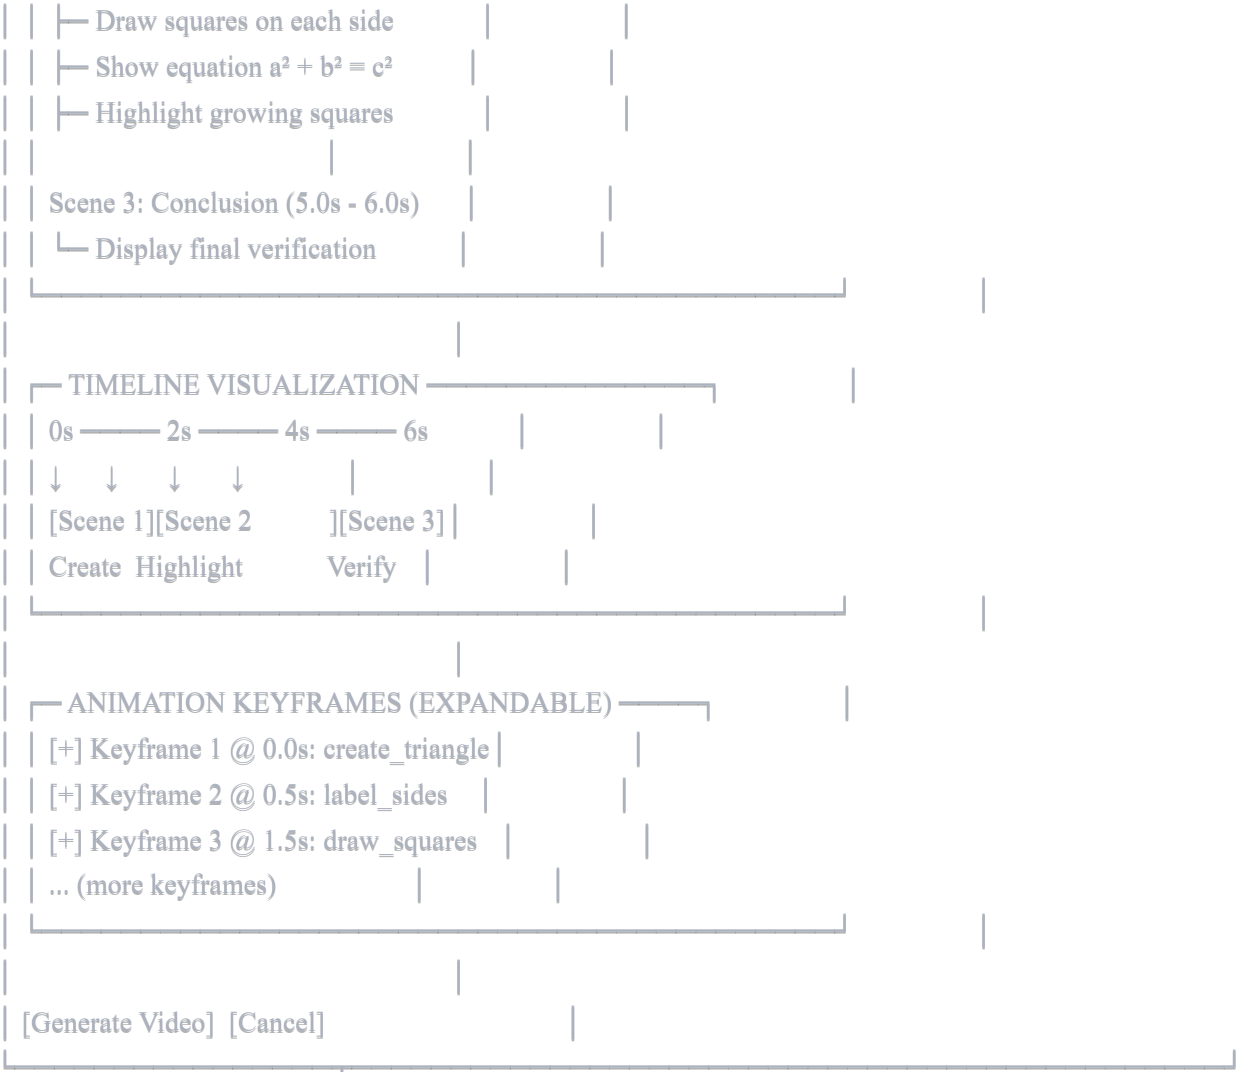 │ │ ├── Draw squares on each side │ │
│ │ ├── Show equation a² + b² = c² │ │
│ │ ├── Highlight growing squares │ │
│ │ │ │
│ │ Scene 3: Conclusion (5.0s - 6.0s) │ │
│ │ └── Display final verification │ │
│ └─────────────────────────────────────────┘ │
│ │
│ ┌── TIMELINE VISUALIZATION ───────────────┐ │
│ │ 0s ──── 2s ──── 4s ──── 6s │ │
│ │ ↓ ↓ ↓ ↓ │ │
│ │ [Scene 1][Scene 2 ][Scene 3] │ │
│ │ Create Highlight Verify │ │
│ └─────────────────────────────────────────┘ │
│ │
│ ┌── ANIMATION KEYFRAMES (EXPANDABLE) ─────┐ │
│ │ [+] Keyframe 1 @ 0.0s: create_triangle │ │
│ │ [+] Keyframe 2 @ 0.5s: label_sides │ │
│ │ [+] Keyframe 3 @ 1.5s: draw_squares │ │
│ │ ... (more keyframes) │ │
│ └─────────────────────────────────────────┘ │
│ │
│ [Generate Video] [Cancel] │
└──────────────────────────────────────────────┘